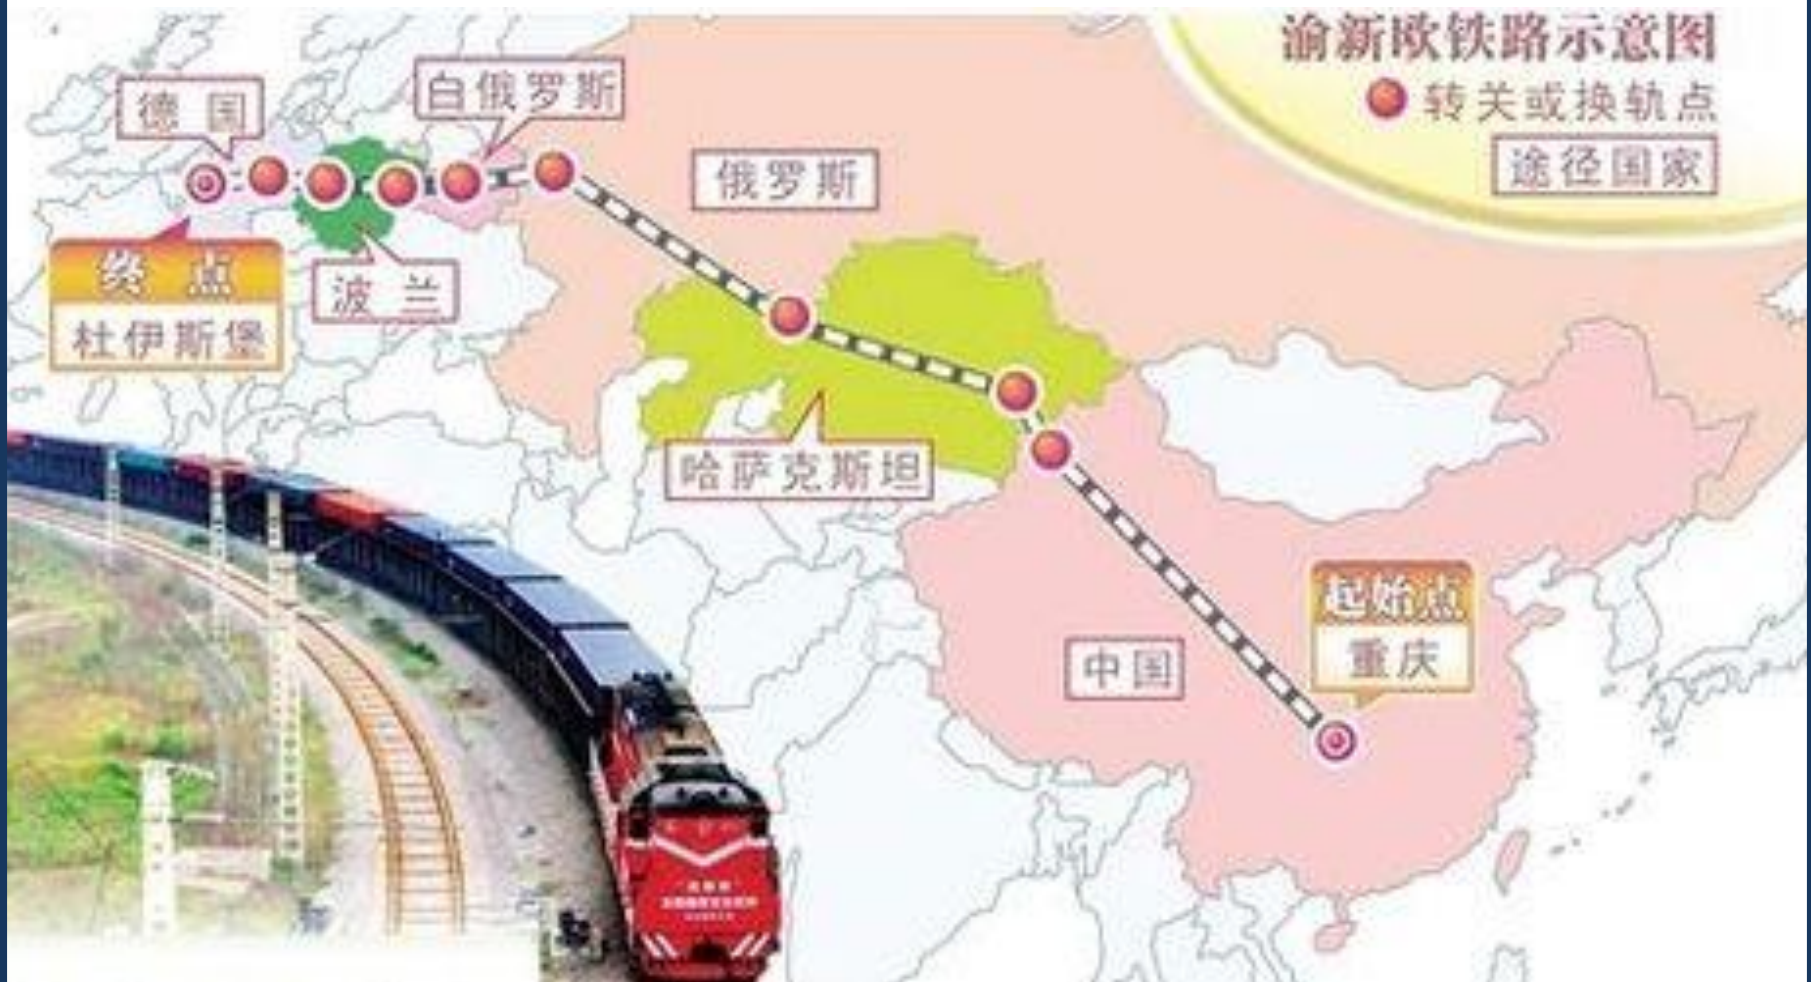 渝新欧铁路示意图
转关或换轨点
途径国家
德国
白俄罗斯
俄罗斯
终点
杜伊斯堡
波兰
哈萨克斯坦
起始点
重庆
中国